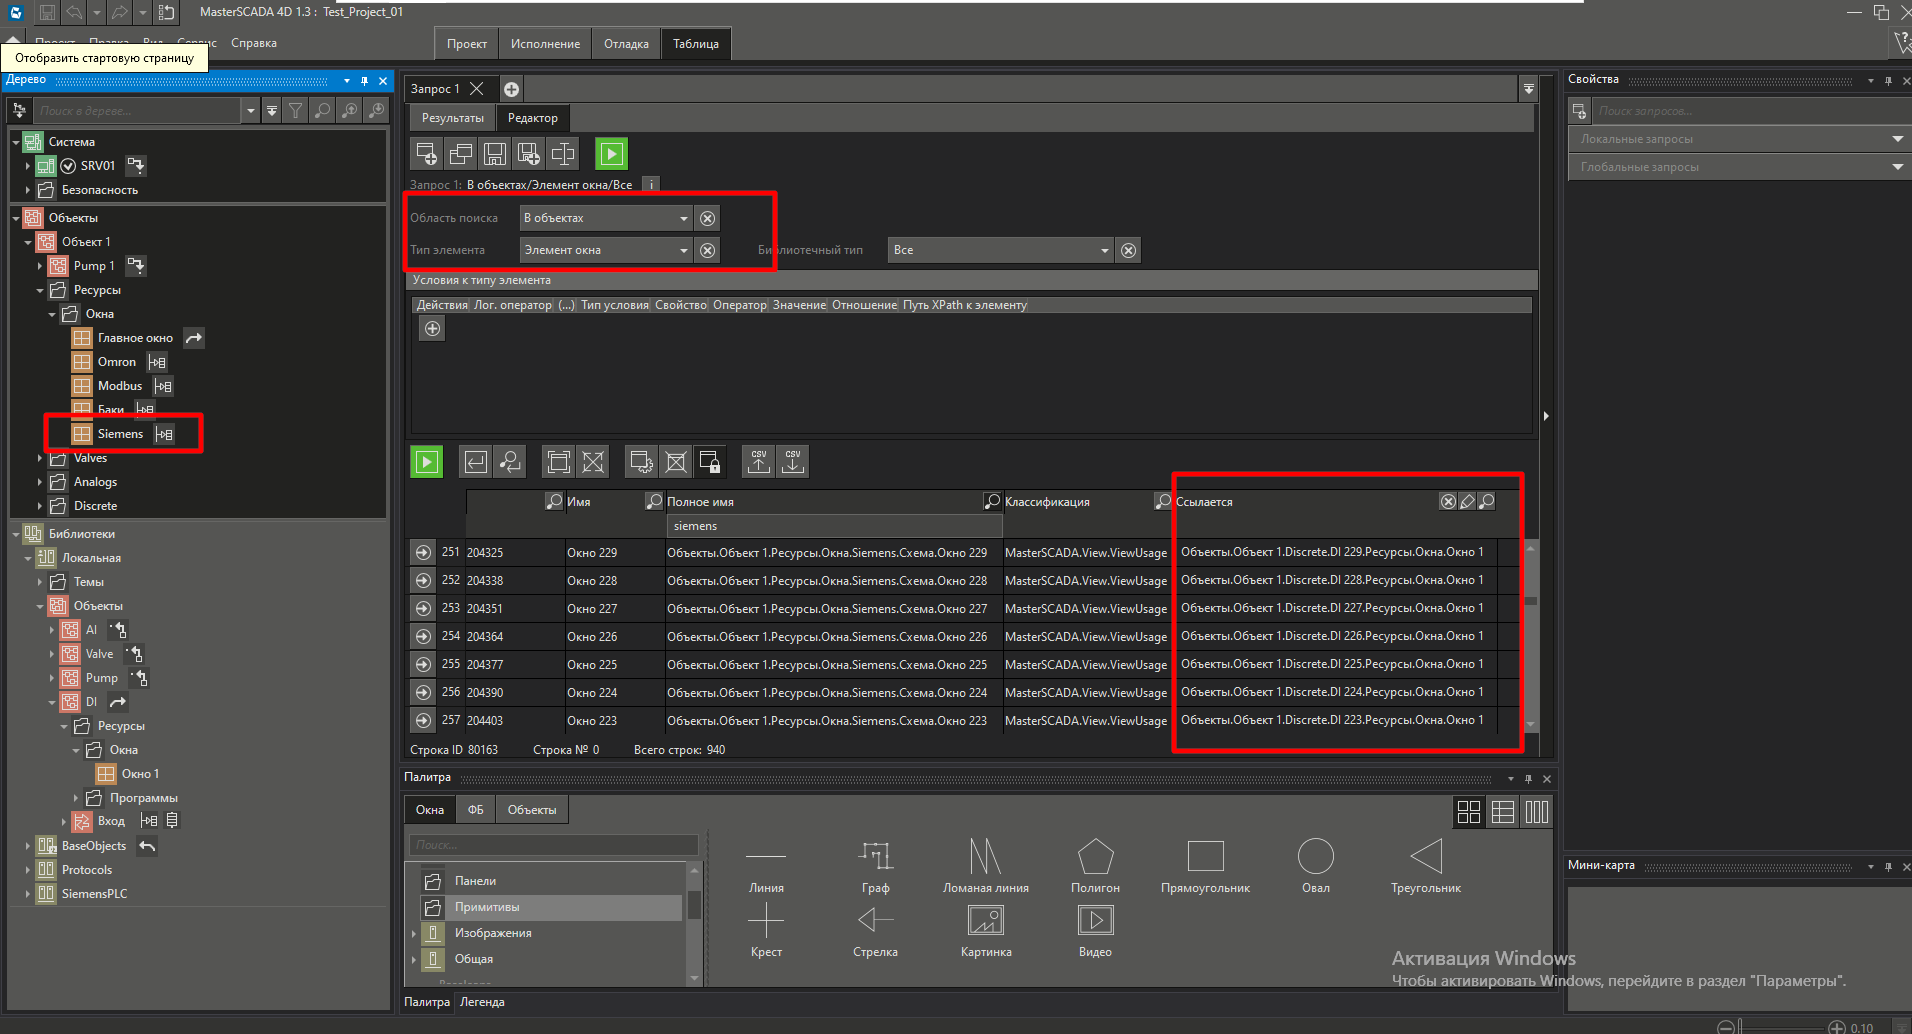 MasterSCADA 4D 1.3 : Test_Project_01
Проект Правка Вид Сервис Справка
Проект Исполнение Отладка Таблица
Отобразить стартовую страницу
Дерево
Поиск в дереве...
Система
SRV01
Безопасность
Объекты
Объект 1
Pump 1
Ресурсы
Окна
Главное окно
Omron
Modbus
Баки
Siemens
Valves
Analogs
Discrete
Библиотеки
Локальная
Темы
Объекты
AI
Valve
Pump
DI
Ресурсы
Окна
Окно 1
Программы
Вход
BaseObjects
Protocols
SiemensPLC
Запрос 1
Результаты Редактор
Запрос 1: В объектах/Элемент окна/Все i
Область поиска В объектах
Тип элемента Элемент окна Библиотечный тип Все
Условия к типу элемента
Действия Лог. оператор (...) Тип условия Свойство Оператор Значение Отношение Путь XPath к элементу
CSV CSV
Имя Полное имя Классификация Ссылается
siemens
251 204325 Окно 229 Объекты.Объект 1.Ресурсы.Окна.Siemens.Схема.Окно 229 MasterSCADA.View.ViewUsage Объекты.Объект 1.Discrete.DI 229.Ресурсы.Окна.Окно 1
252 204338 Окно 228 Объекты.Объект 1.Ресурсы.Окна.Siemens.Схема.Окно 228 MasterSCADA.View.ViewUsage Объекты.Объект 1.Discrete.DI 228.Ресурсы.Окна.Окно 1
253 204351 Окно 227 Объекты.Объект 1.Ресурсы.Окна.Siemens.Схема.Окно 227 MasterSCADA.View.ViewUsage Объекты.Объект 1.Discrete.DI 227.Ресурсы.Окна.Окно 1
254 204364 Окно 226 Объекты.Объект 1.Ресурсы.Окна.Siemens.Схема.Окно 226 MasterSCADA.View.ViewUsage Объекты.Объект 1.Discrete.DI 226.Ресурсы.Окна.Окно 1
255 204377 Окно 225 Объекты.Объект 1.Ресурсы.Окна.Siemens.Схема.Окно 225 MasterSCADA.View.ViewUsage Объекты.Объект 1.Discrete.DI 225.Ресурсы.Окна.Окно 1
256 204390 Окно 224 Объекты.Объект 1.Ресурсы.Окна.Siemens.Схема.Окно 224 MasterSCADA.View.ViewUsage Объекты.Объект 1.Discrete.DI 224.Ресурсы.Окна.Окно 1
257 204403 Окно 223 Объекты.Объект 1.Ресурсы.Окна.Siemens.Схема.Окно 223 MasterSCADA.View.ViewUsage Объекты.Объект 1.Discrete.DI 223.Ресурсы.Окна.Окно 1
Строка ID 80163 Строка № 0 Всего строк: 940
Палитра
Окна ФБ Объекты
Поиск...
Панели
Примитивы
Изображения
Общая
Линия Граф Ломаная линия Полигон Прямоугольник Овал Треугольник
Крест Стрелка Картинка Видео
Палитра Легенда
Свойства
Поиск запросов...
Локальные запросы
Глобальные запросы
Мини-карта
Активация Windows
Чтобы активировать Windows, перейдите в раздел "Параметры".
0.10